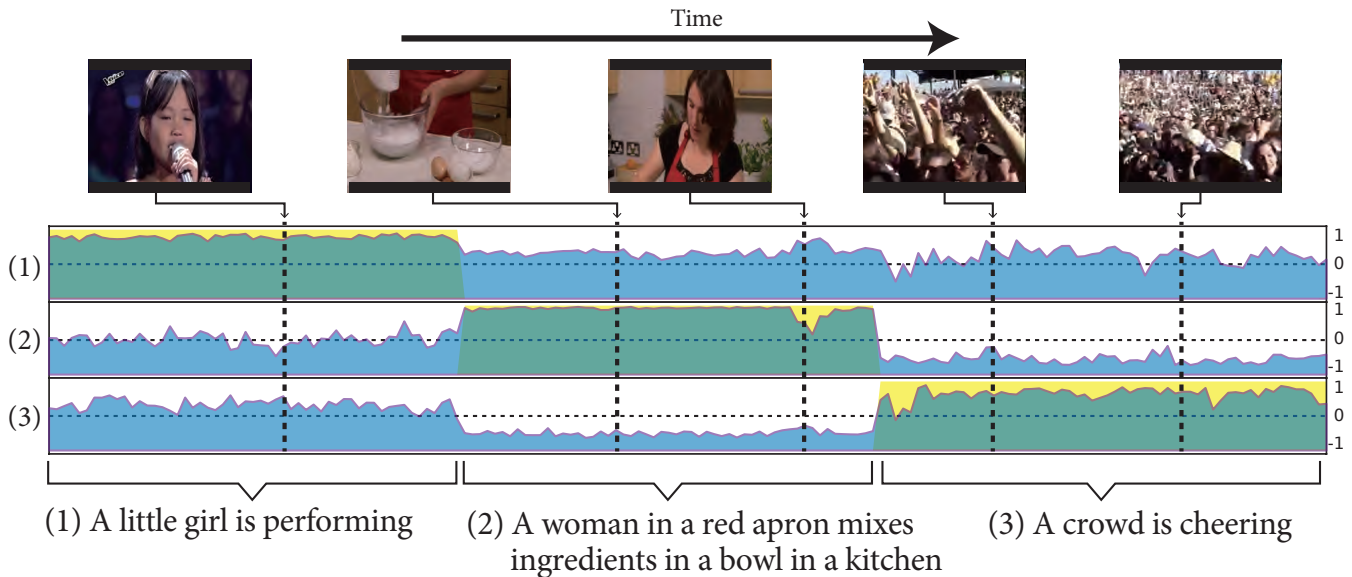 Time
(1)
1
0
-1
(2)
1
0
-1
(3)
1
0
-1
(1) A little girl is performing
(2) A woman in a red apron mixes
ingredients in a bowl in a kitchen
(3) A crowd is cheering